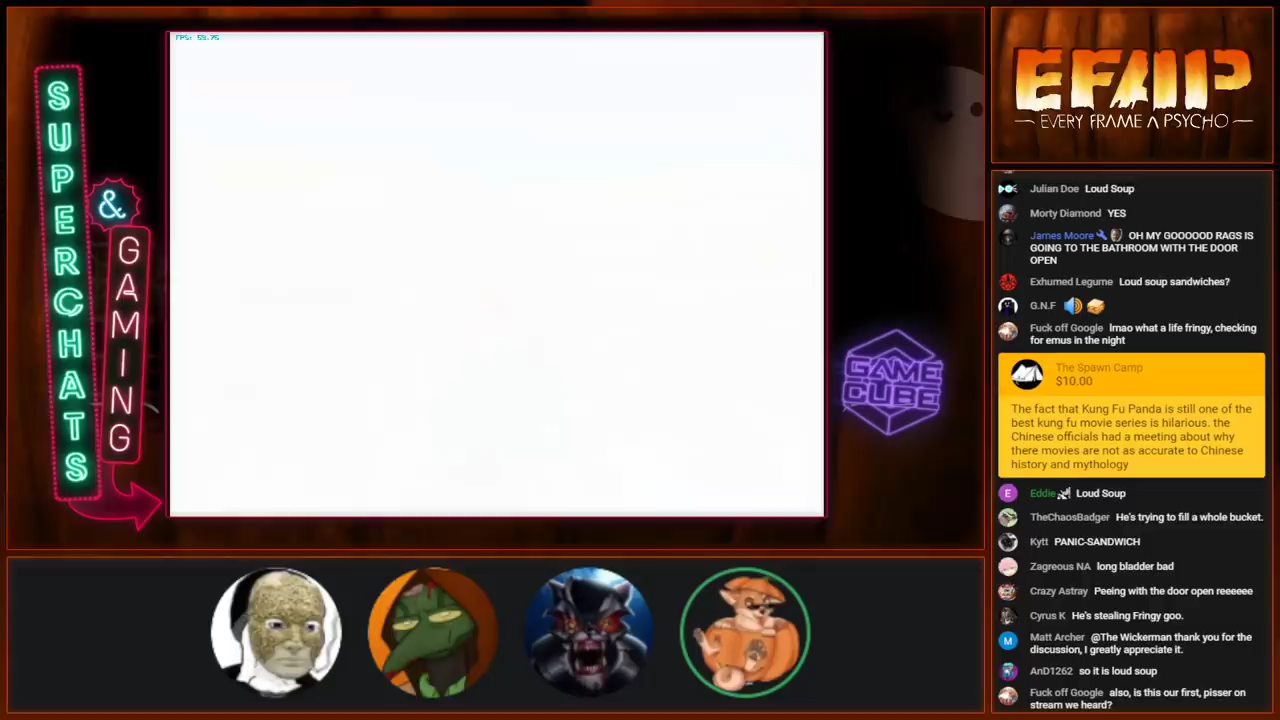 FPS: 59.75
SUPERCHATS
&
GAMING
GAME
CUBE
EFAP
EVERY FRAME A PSYCHO
Julian Doe Loud Soup
Morty Diamond YES
James Moore OH MY GOOOOOD RAGS IS
GOING TO THE BATHROOM WITH THE DOOR
OPEN
Exhumed Legume Loud soup sandwiches?
G.N.F
Fuck off Google lmao what a life fringy, checking
for emus in the night
The Spawn Camp
$10.00
The fact that Kung Fu Panda is still one of the
best kung fu movie series is hilarious. the
Chinese officials had a meeting about why
there movies are not as accurate to Chinese
history and mythology
E Eddie Loud Soup
TheChaosBadger He's trying to fill a whole bucket.
Kytt PANIC-SANDWICH
Zagreous NA long bladder bad
Crazy Astray Peeing with the door open reeeeee
Cyrus K He's stealing Fringy goo.
M Matt Archer @The Wickerman thank you for the
discussion, I greatly appreciate it.
AnD1262 so it is loud soup
Fuck off Google also, is this our first, pisser on
stream we heard?